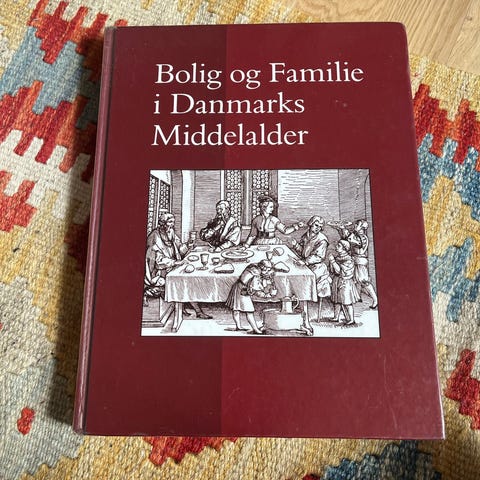 Bolig og Familie
i Danmarks
Middelalder